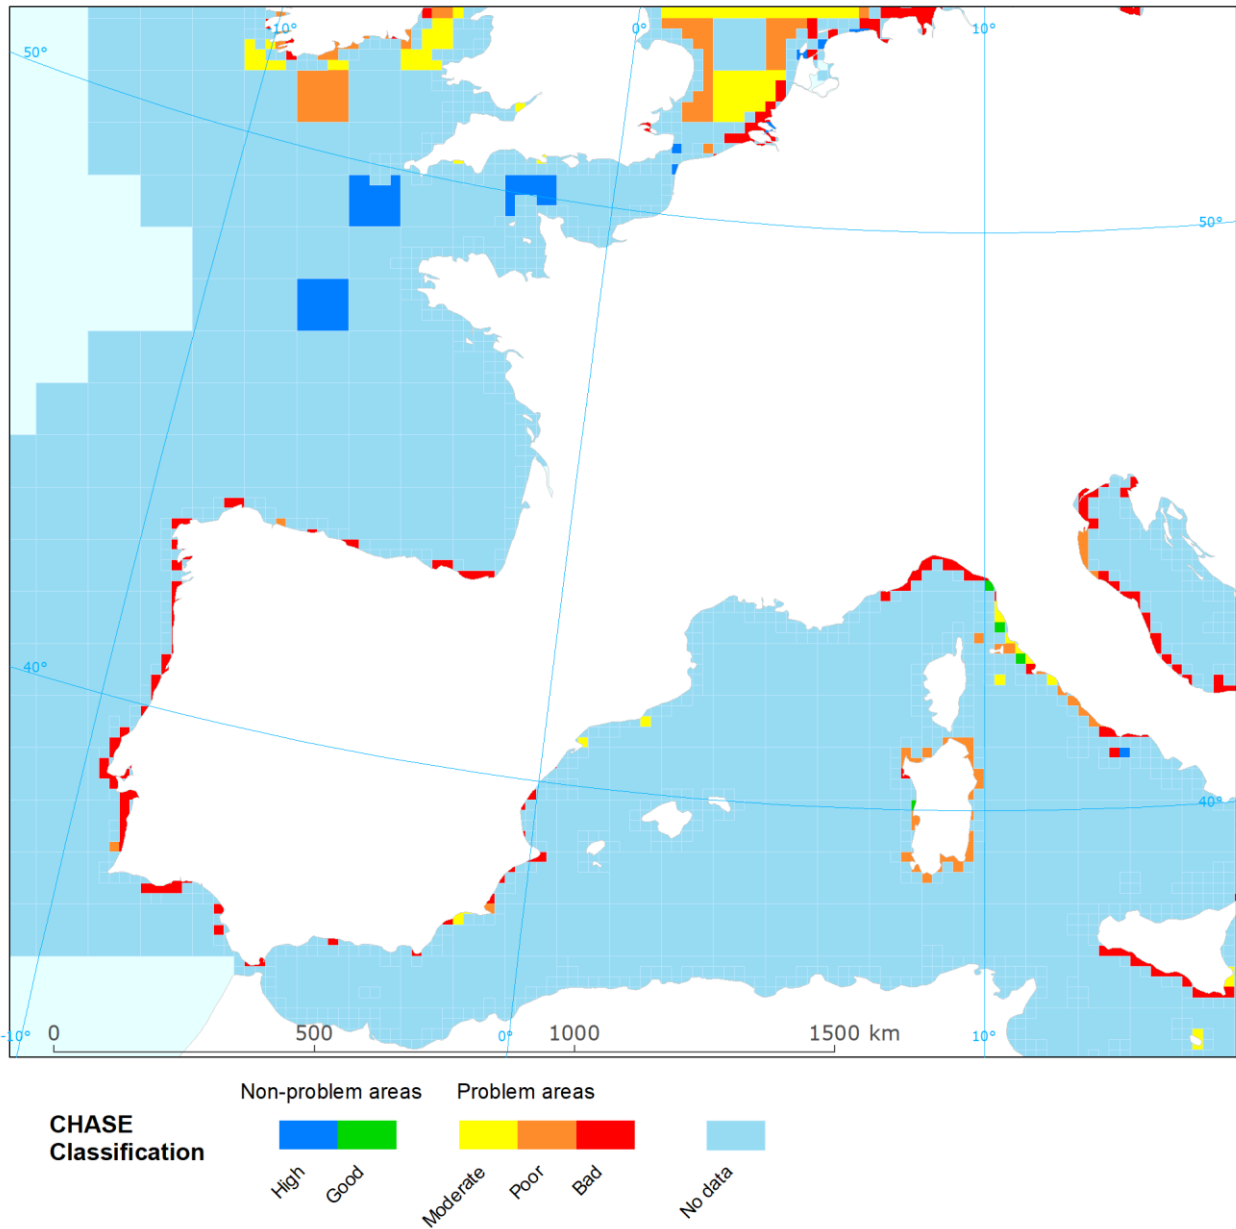 10°
0°
10°
50°
50°
40°
40°
-10°
0
500
0°
1000
1500 km
10°
Non-problem areas
Problem areas
CHASE
Classification
High
Good
Moderate
Poor
Bad
No data